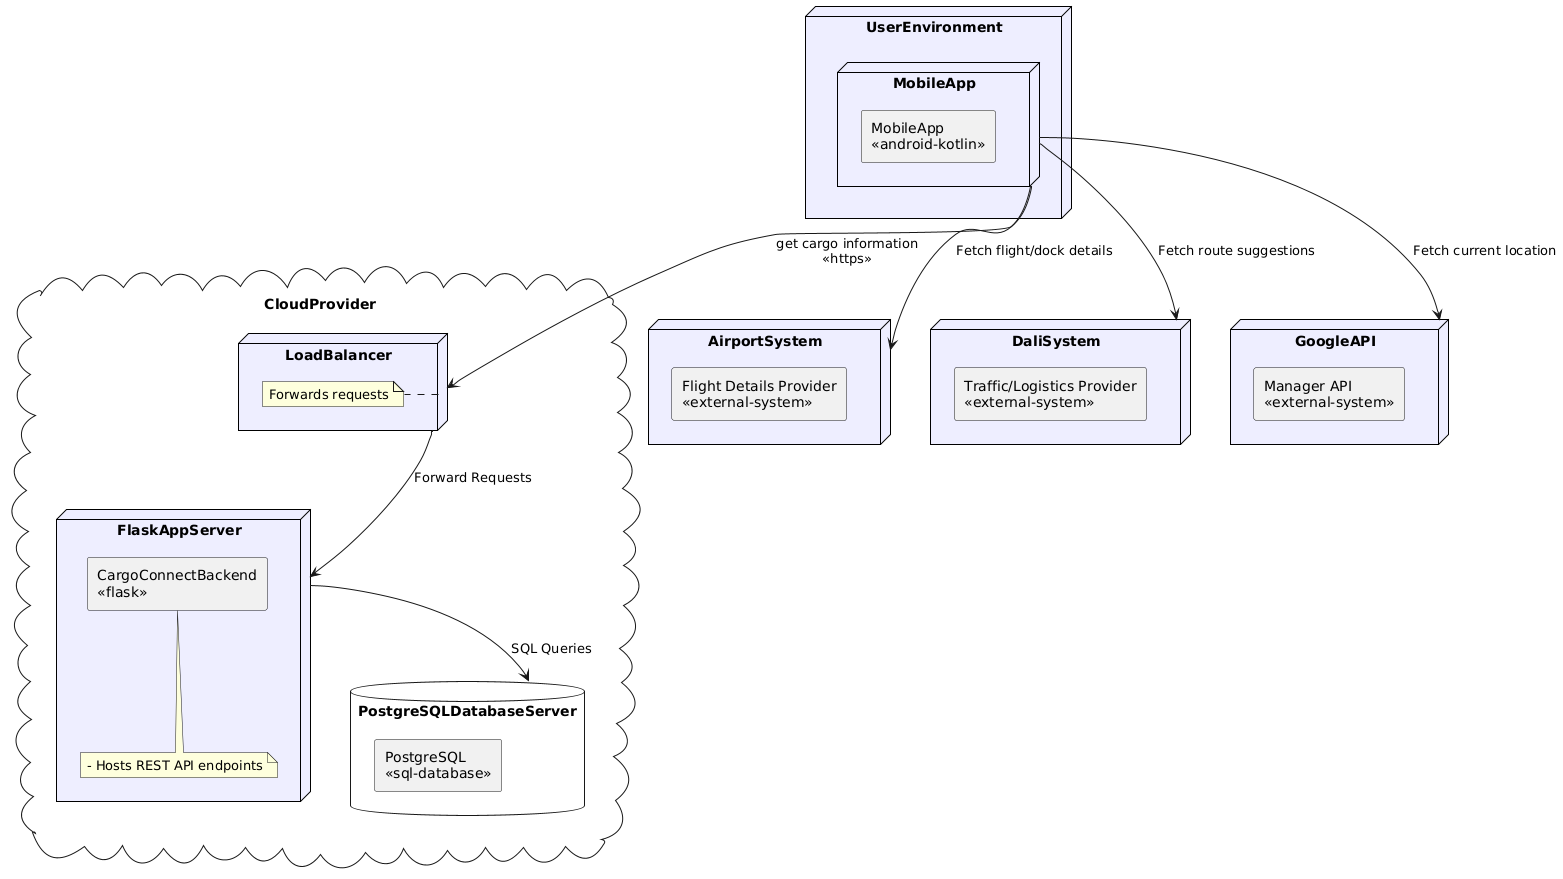 UserEnvironment
MobileApp
MobileApp
«android-kotlin»
get cargo information
«https»
Fetch flight/dock details
Fetch route suggestions
Fetch current location
CloudProvider
LoadBalancer
Forwards requests
AirportSystem
Flight Details Provider
«external-system»
DaliSystem
Traffic/Logistics Provider
«external-system»
GoogleAPI
Manager API
«external-system»
Forward Requests
FlaskAppServer
CargoConnectBackend
«flask»
- Hosts REST API endpoints
SQL Queries
PostgreSQLDatabaseServer
PostgreSQL
«sql-database»